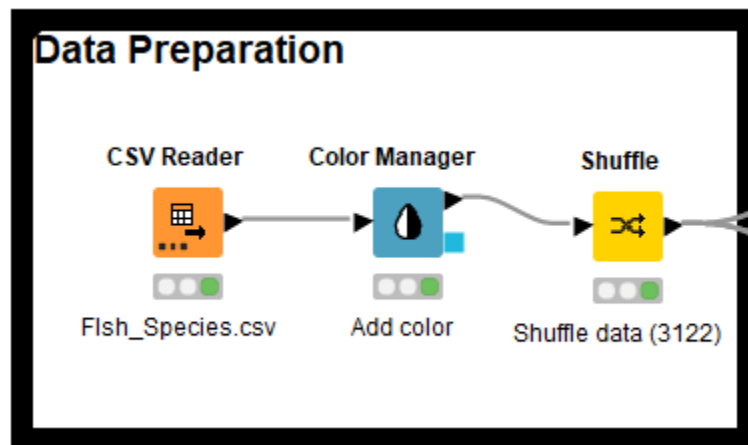 Data Preparation
CSV Reader
Color Manager
Shuffle
FIsh_Species.csv
Add color
Shuffle data (3122)